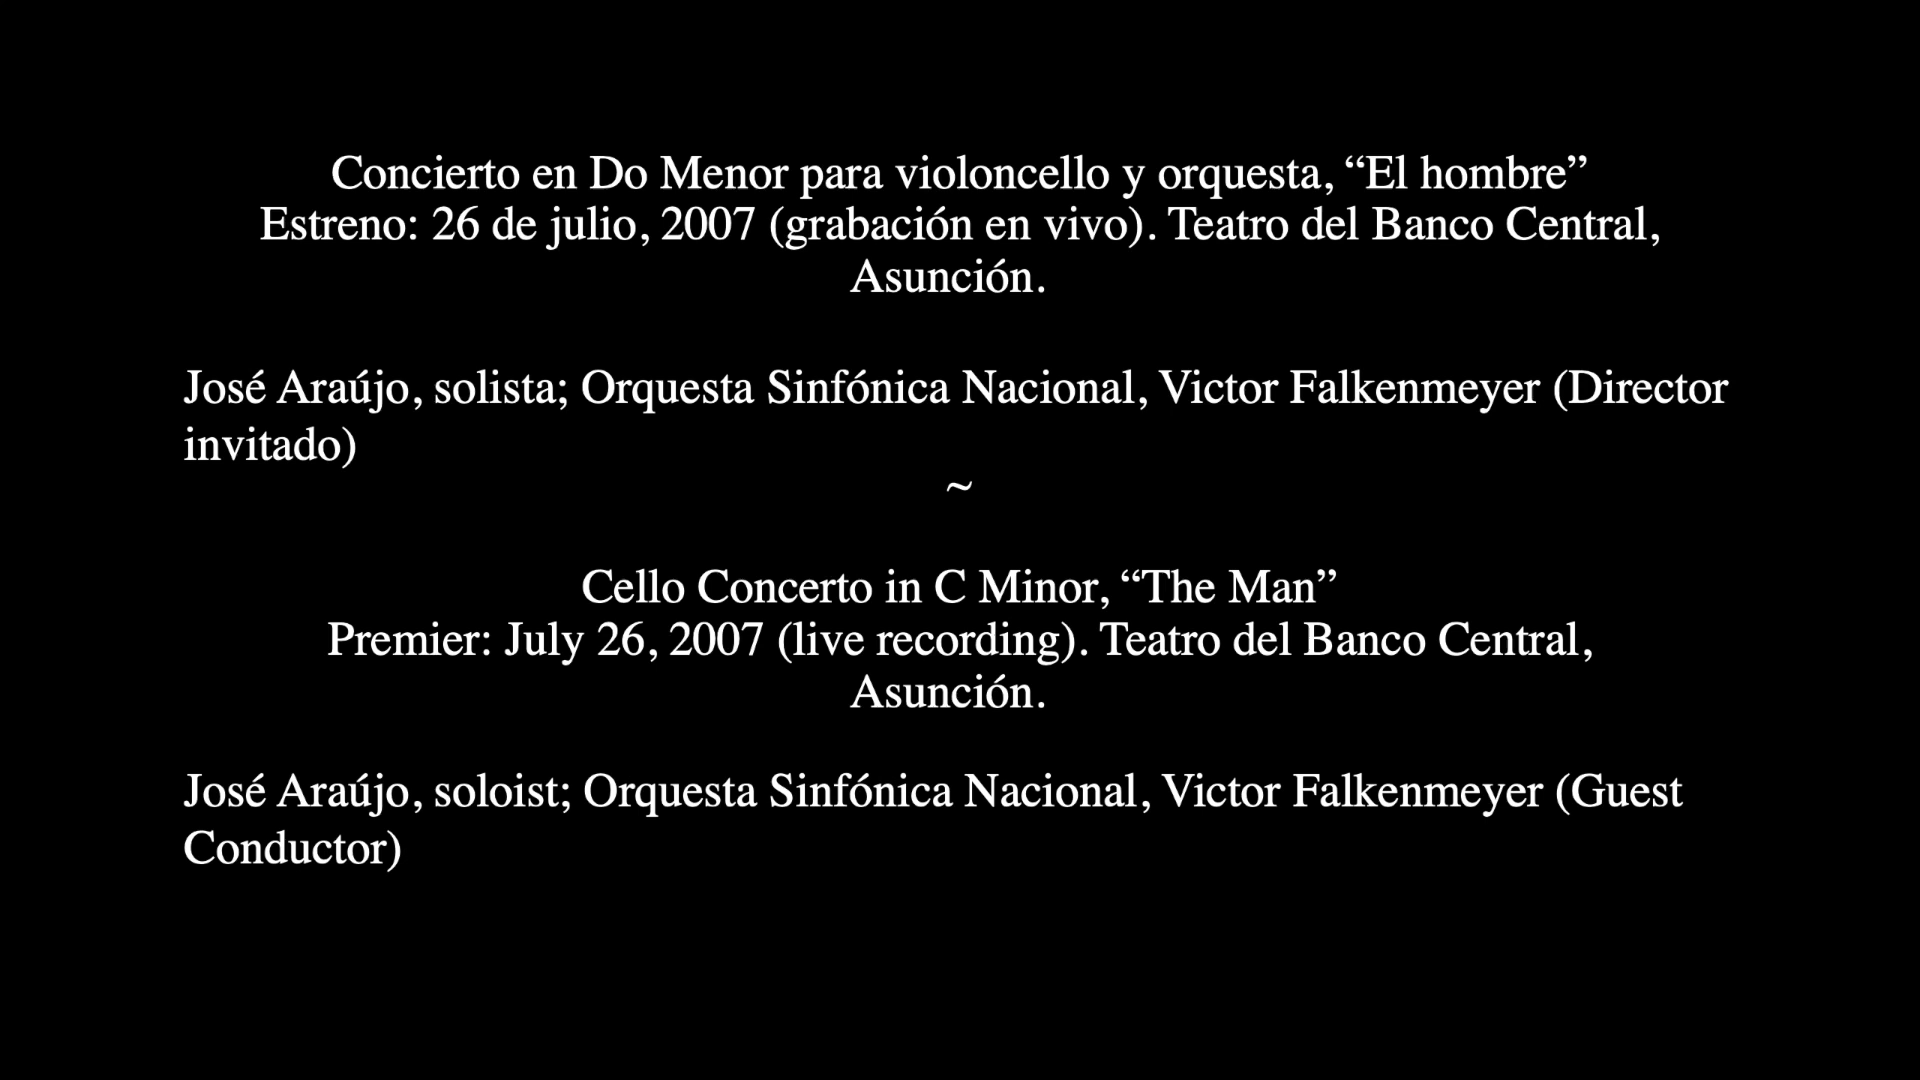 Concierto en Do Menor para violoncello y orquesta, “El hombre”
Estreno: 26 de julio, 2007 (grabación en vivo). Teatro del Banco Central,
Asunción.
José Araújo, solista; Orquesta Sinfónica Nacional, Victor Falkenmeyer (Director
invitado)
~
Cello Concerto in C Minor, “The Man”
Premier: July 26, 2007 (live recording). Teatro del Banco Central,
Asunción.
José Araújo, soloist; Orquesta Sinfónica Nacional, Victor Falkenmeyer (Guest
Conductor)